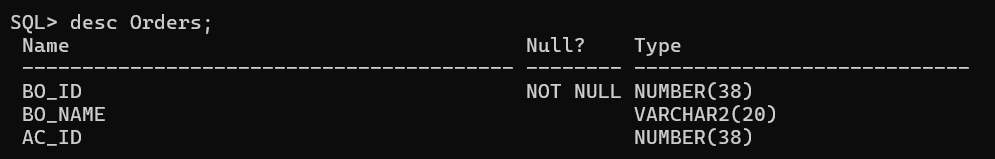 SQL> desc Orders;
Name Null? Type
----------------------------------------- -------- ----------------------------
BO_ID NOT NULL NUMBER(38)
BO_NAME VARCHAR2(20)
AC_ID NUMBER(38)